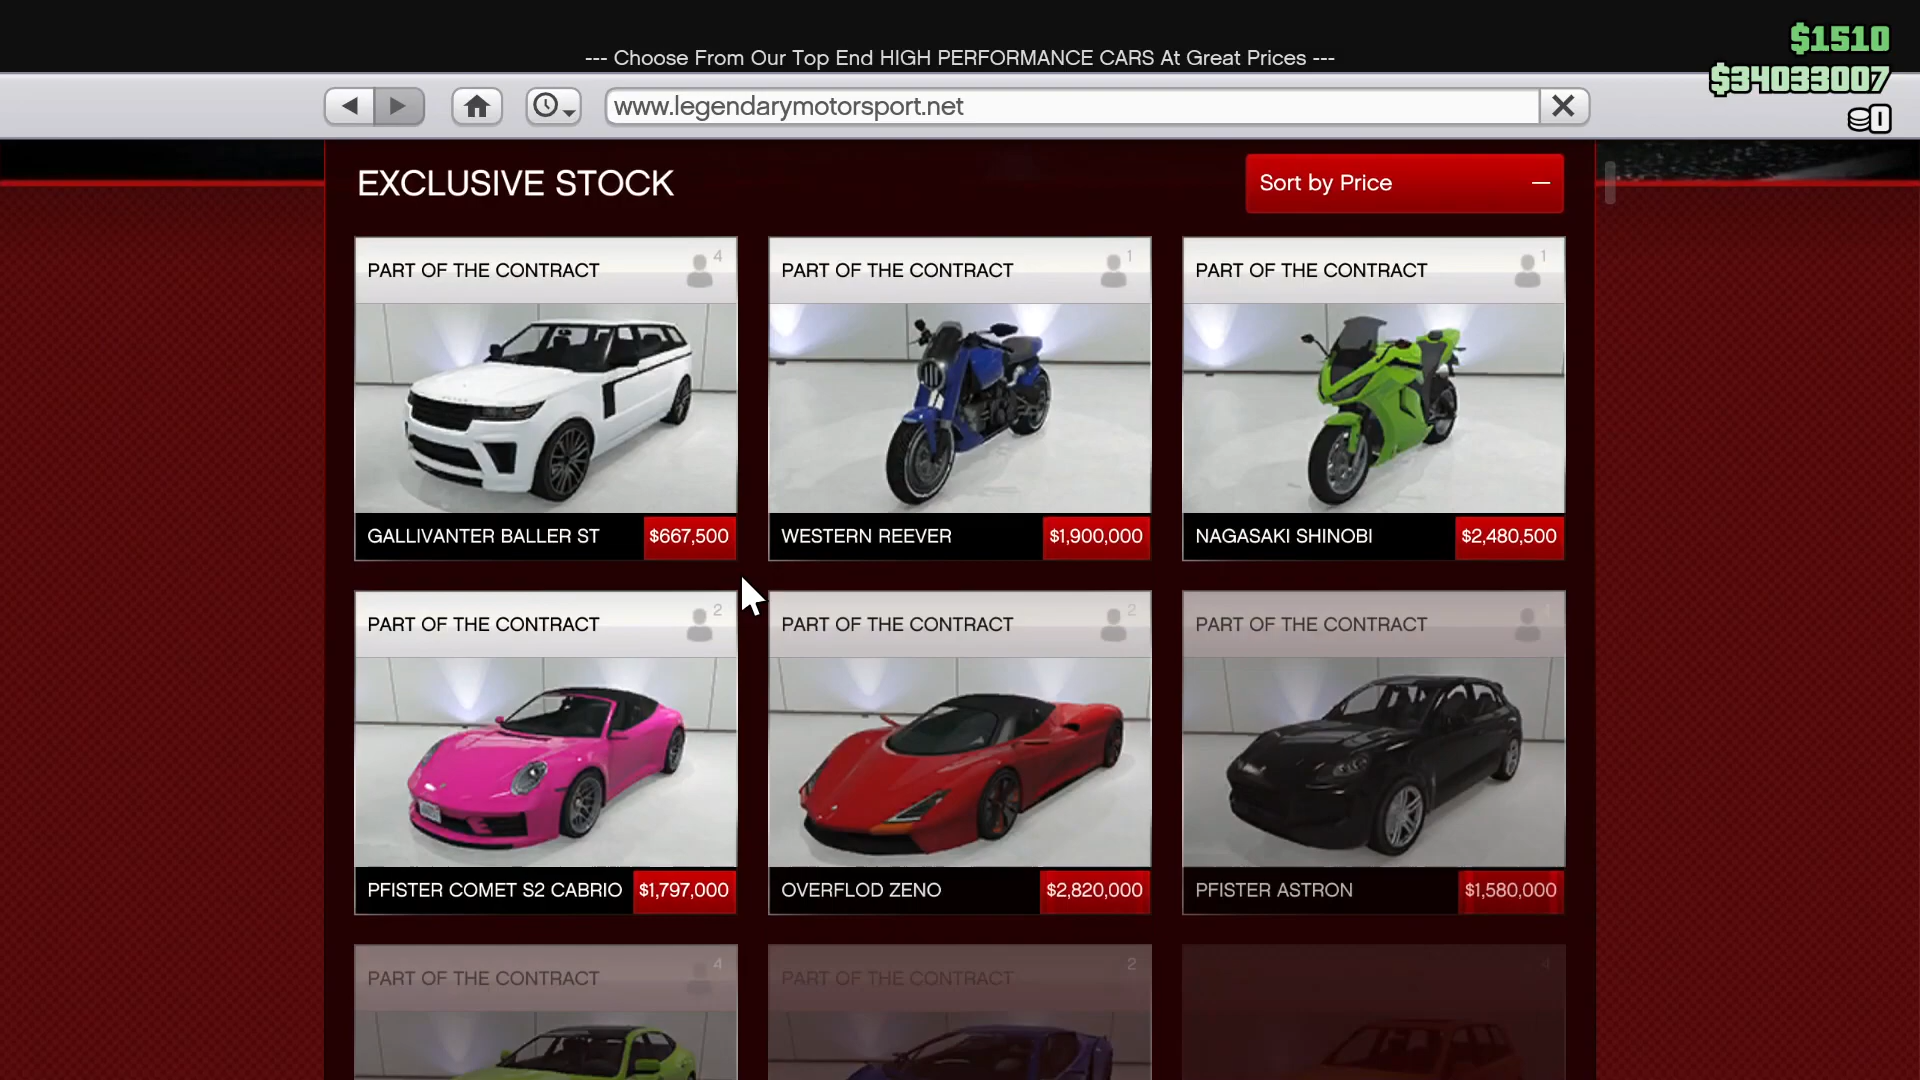 --- Choose From Our Top End HIGH PERFORMANCE CARS At Great Prices ---
$1510
$34033007
1
www.legendarymotorsport.net
EXCLUSIVE STOCK
Sort by Price
PART OF THE CONTRACT 4
PART OF THE CONTRACT 1
PART OF THE CONTRACT 1
GALLIVANTER BALLER ST $667,500
WESTERN REEVER $1,900,000
NAGASAKI SHINOBI $2,480,500
PART OF THE CONTRACT 2
PART OF THE CONTRACT 2
PART OF THE CONTRACT 4
PFISTER COMET S2 CABRIO $1,797,000
OVERFLOD ZENO $2,820,000
PFISTER ASTRON $1,580,000
PART OF THE CONTRACT 4
PART OF THE CONTRACT 2
4